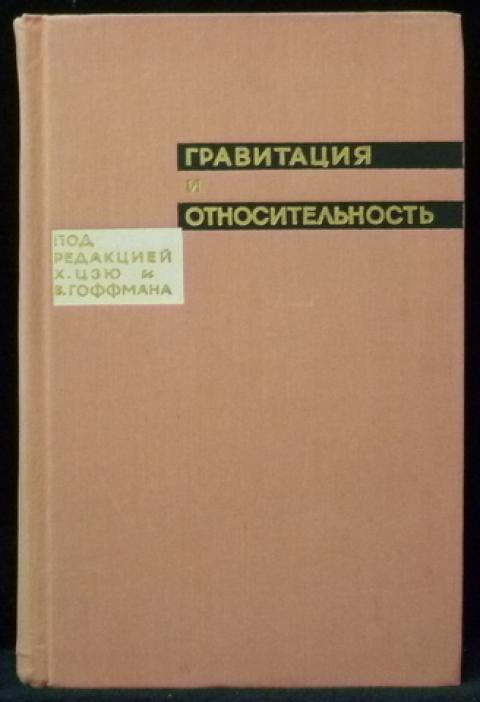 ГРАВИТАЦИЯ
И
ОТНОСИТЕЛЬНОСТЬ
ПОД
РЕДАКЦИЕЙ
Х. ЦЗЮ и
В. ГОФФМАНА